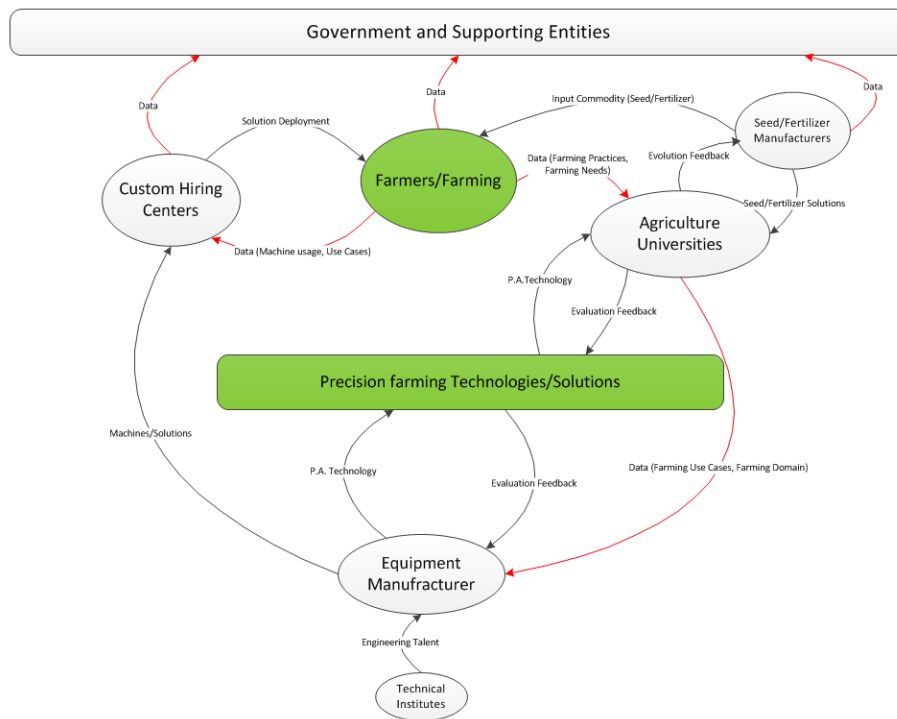 Government and Supporting Entities
Data
Data
Data
Input Commodity (Seed/Fertilizer)
Solution Deployment
Seed/Fertilizer
Manufacturers
Evolution Feedback
Farmers/Farming
Data (Farming Practices,
Farming Needs)
Custom Hiring
Centers
Seed/Fertilizer Solutions
Agriculture
Universities
Data (Machine usage, Use Cases)
P.A.Technology
Evaluation Feedback
Precision farming Technologies/Solutions
Machines/Solutions
P.A. Technology
Evaluation Feedback
Data (Farming Use Cases, Farming Domain)
Equipment
Manufracturer
Engineering Talent
Technical
Institutes